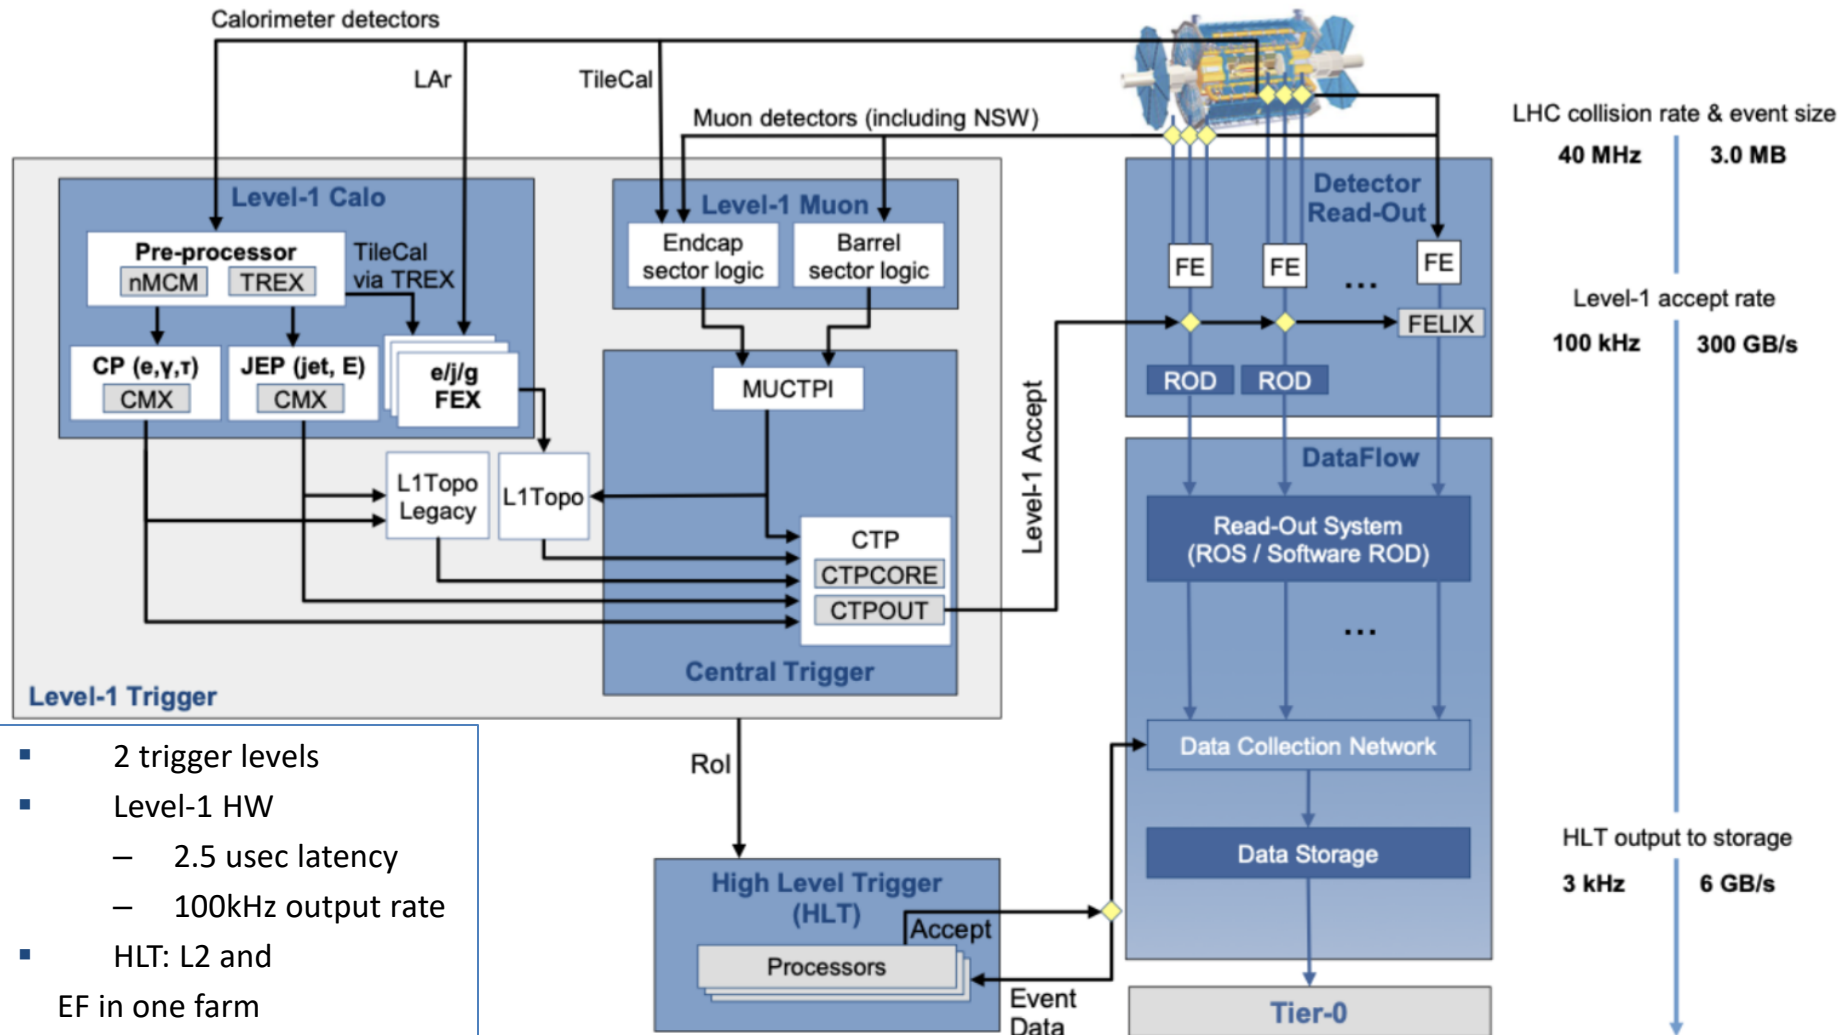 Calorimeter detectors
LAr
TileCal
Muon detectors (including NSW)
LHC collision rate & event size
40 MHz
3.0 MB
Level-1 Calo
Pre-processor
nMCM
TREX
TileCal
via TREX
CP (e,γ,τ)
CMX
JEP (jet, E)
CMX
e/j/g
FEX
Level-1 Muon
Endcap
sector logic
Barrel
sector logic
MUCTPI
L1Topo
Legacy
L1Topo
CTP
CTPCORE
CTPOUT
Central Trigger
Level-1 Trigger
Level-1 Accept
Detector
Read-Out
FE
FE
...
FE
FELIX
ROD
ROD
Level-1 accept rate
100 kHz
300 GB/s
DataFlow
Read-Out System
(ROS / Software ROD)
...
Data Collection Network
Data Storage
Tier-0
HLT output to storage
3 kHz
6 GB/s
RoI
High Level Trigger
(HLT)
Accept
Processors
Event
Data
▪ 2 trigger levels
▪ Level-1 HW
– 2.5 usec latency
– 100kHz output rate
▪ HLT: L2 and
EF in one farm